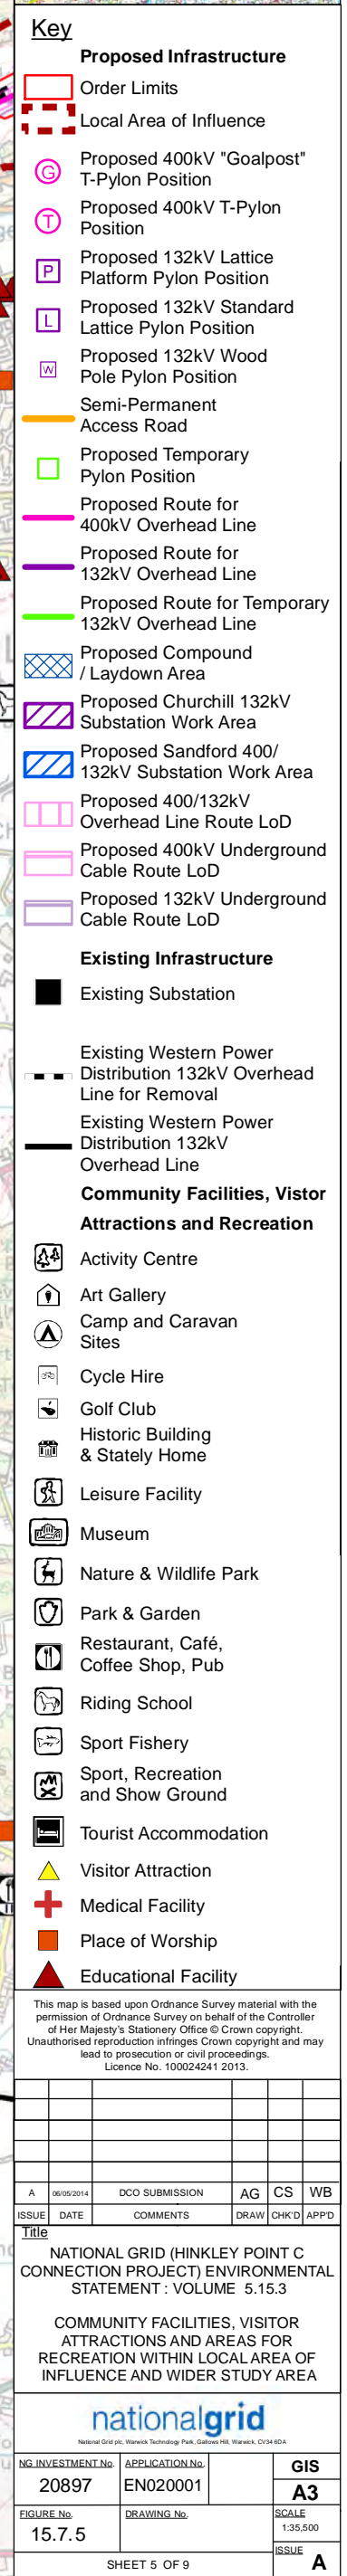 Key
Proposed Infrastructure
Order Limits
Local Area of Influence
G
Proposed 400kV "Goalpost"
T-Pylon Position
T
Proposed 400kV T-Pylon
Position
P
Proposed 132kV Lattice
Platform Pylon Position
L
Proposed 132kV Standard
Lattice Pylon Position
W
Proposed 132kV Wood
Pole Pylon Position
Semi-Permanent
Access Road
Proposed Temporary
Pylon Position
Proposed Route for
400kV Overhead Line
Proposed Route for
132kV Overhead Line
Proposed Route for Temporary
132kV Overhead Line
Proposed Compound
/ Laydown Area
Proposed Churchill 132kV
Substation Work Area
Proposed Sandford 400/
132kV Substation Work Area
Proposed 400/132kV
Overhead Line Route LoD
Proposed 400kV Underground
Cable Route LoD
Proposed 132kV Underground
Cable Route LoD
Existing Infrastructure
Existing Substation
Existing Western Power
Distribution 132kV Overhead
Line for Removal
Existing Western Power
Distribution 132kV
Overhead Line
Community Facilities, Vistor
Attractions and Recreation
Activity Centre
Art Gallery
Camp and Caravan
Sites
Cycle Hire
Golf Club
Historic Building
& Stately Home
Leisure Facility
Museum
Nature & Wildlife Park
Park & Garden
Restaurant, Café,
Coffee Shop, Pub
Riding School
Sport Fishery
Sport, Recreation
and Show Ground
Tourist Accommodation
Visitor Attraction
Medical Facility
Place of Worship
Educational Facility
This map is based upon Ordnance Survey material with the
permission of Ordnance Survey on behalf of the Controller
of Her Majesty's Stationery Office © Crown copyright.
Unauthorised reproduction infringes Crown copyright and may
lead to prosecution or civil proceedings.
Licence No. 100024241 2013.
A 06/05/2014 DCO SUBMISSION AG CS WB
ISSUE DATE COMMENTS DRAW CHK'D APP'D
Title
NATIONAL GRID (HINKLEY POINT C
CONNECTION PROJECT) ENVIRONMENTAL
STATEMENT : VOLUME 5.15.3
COMMUNITY FACILITIES, VISITOR
ATTRACTIONS AND AREAS FOR
RECREATION WITHIN LOCAL AREA OF
INFLUENCE AND WIDER STUDY AREA
nationalgrid
National Grid plc, Warwick Technology Park, Gallows Hill, Warwick, CV34 6DA
NG INVESTMENT No. APPLICATION No. GIS
20897 EN020001 A3
FIGURE No. DRAWING No. SCALE
15.7.5 1:35,500
SHEET 5 OF 9 ISSUE A